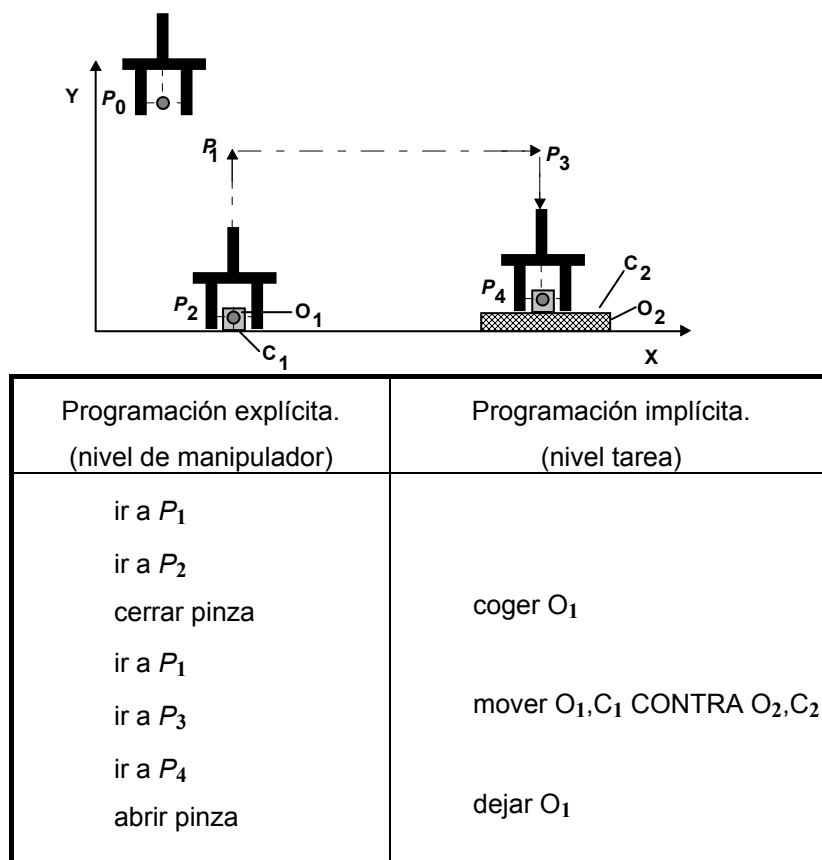 Y
P0
P1
P3
P2
O1
C1
P4
C2
O2
X
Programación explícita.
(nivel de manipulador)
ir a P1
ir a P2
cerrar pinza
ir a P1
ir a P3
ir a P4
abrir pinza
Programación implícita.
(nivel tarea)
coger O1
mover O1,C1 CONTRA O2,C2
dejar O1